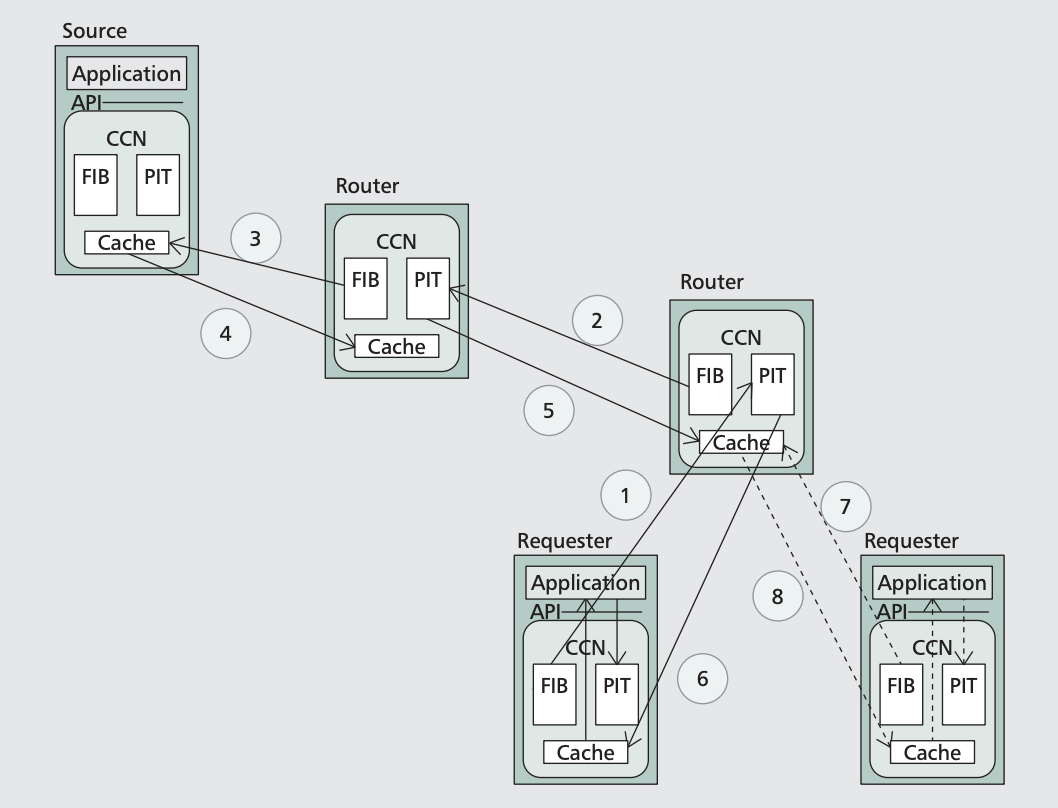 Source
Application
API
CCN
FIB PIT
Cache
3
4
Router
CCN
FIB PIT
Cache
2
5
Router
CCN
FIB PIT
Cache
1
7
8
6
Requester
Application
API
CCN
FIB PIT
Cache
Requester
Application
API
CCN
FIB PIT
Cache